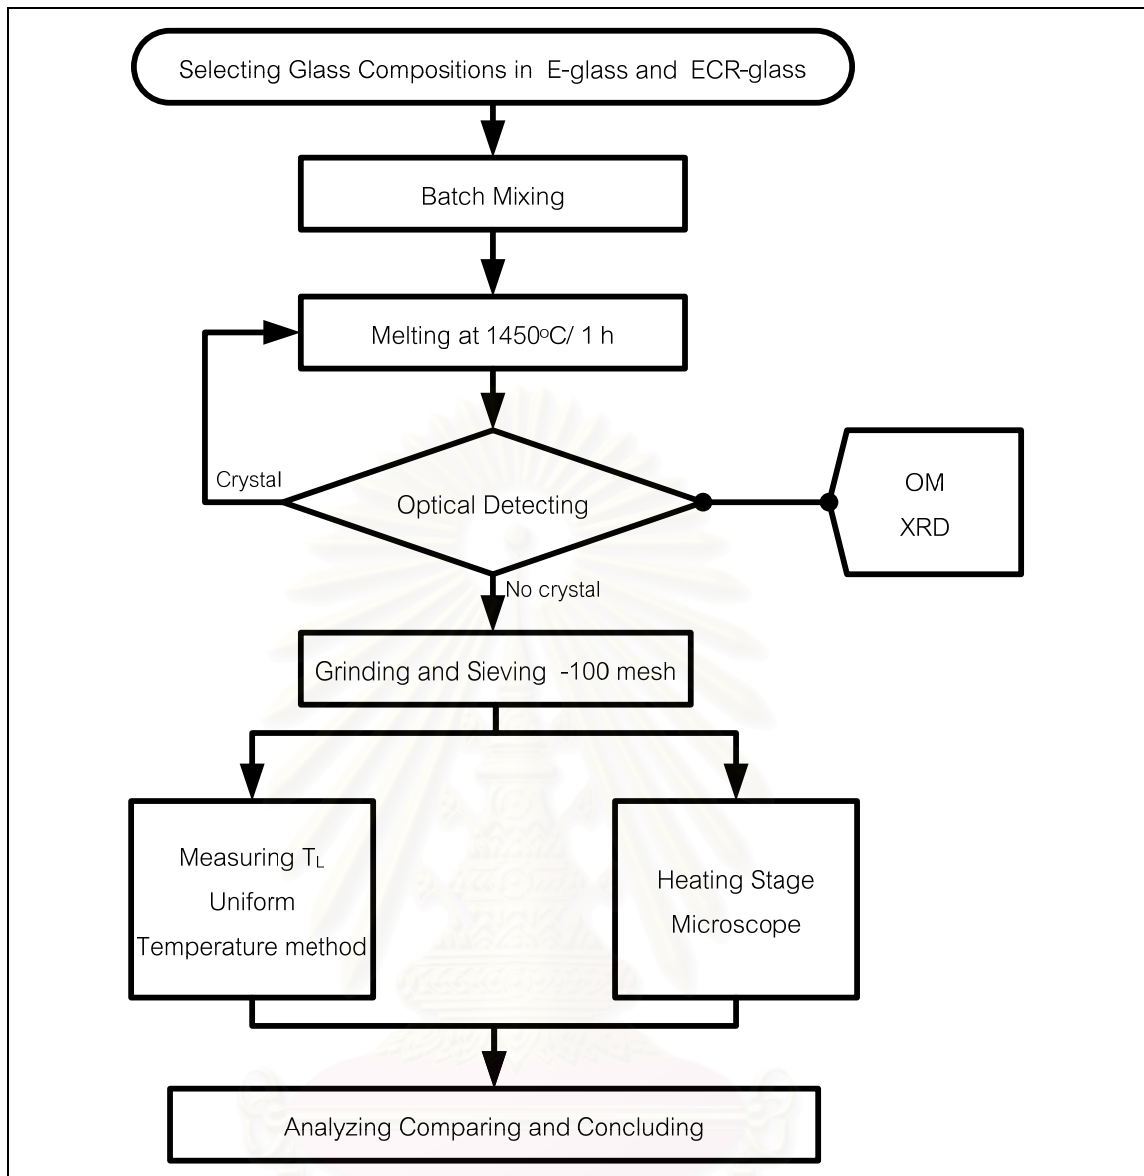 Selecting Glass Compositions in E-glass and ECR-glass
Batch Mixing
Melting at 1450ºC/ 1 h
Crystal
Optical Detecting
OM
XRD
No crystal
Grinding and Sieving -100 mesh
Measuring TL
Uniform
Temperature method
Heating Stage
Microscope
Analyzing Comparing and Concluding